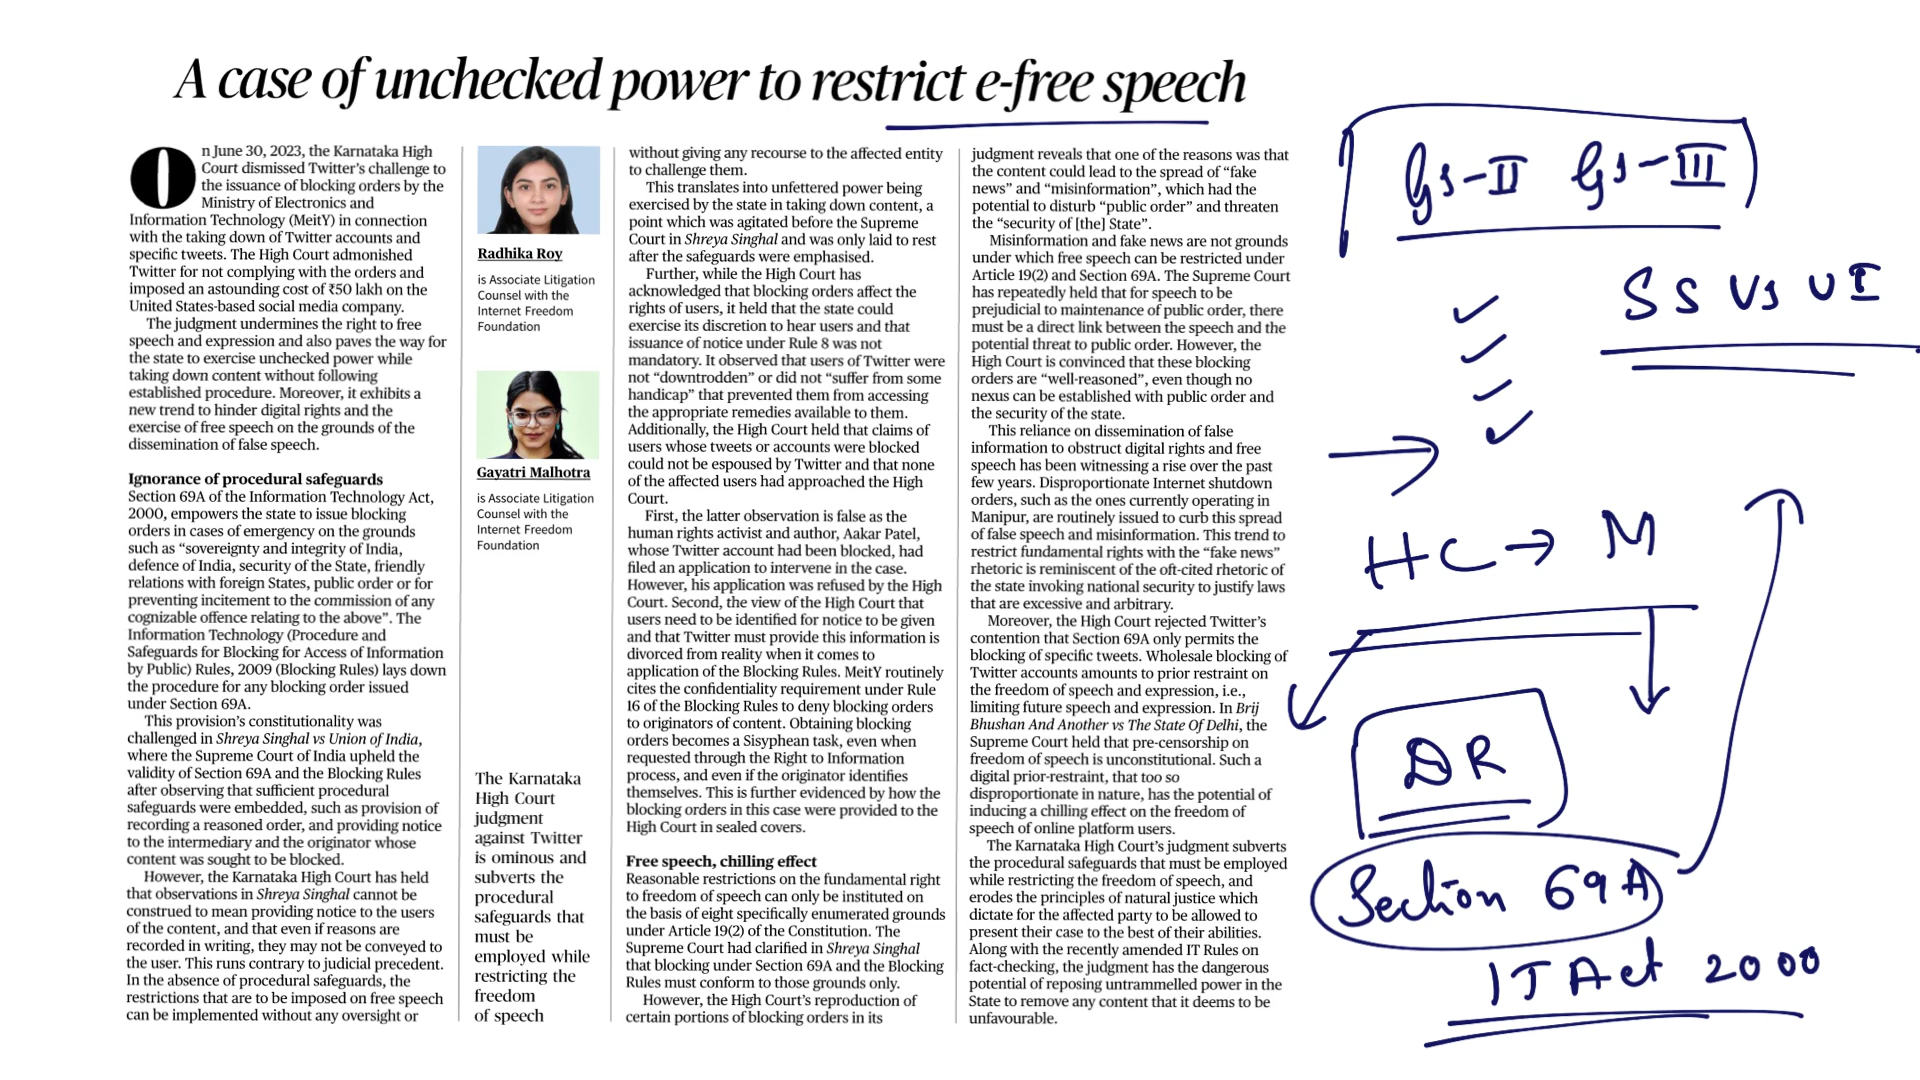 A case of unchecked power to restrict e-free speech
On June 30, 2023, the Karnataka High
Court dismissed Twitter's challenge to
the issuance of blocking orders by the
Ministry of Electronics and
Information Technology (MeitY) in connection
with the taking down of Twitter accounts and
specific tweets. The High Court admonished
Twitter for not complying with the orders and
imposed an astounding cost of ₹50 lakh on the
United States-based social media company.
The judgment undermines the right to free
speech and expression and also paves the way for
the state to exercise unchecked power while
taking down content without following
established procedure. Moreover, it exhibits a
new trend to hinder digital rights and the
exercise of free speech on the grounds of the
dissemination of false speech.
Ignorance of procedural safeguards
Section 69A of the Information Technology Act,
2000, empowers the state to issue blocking
orders in cases of emergency on the grounds
such as “sovereignty and integrity of India,
defence of India, security of the State, friendly
relations with foreign States, public order or for
preventing incitement to the commission of any
cognizable offence relating to the above”. The
Information Technology (Procedure and
Safeguards for Blocking for Access of Information
by Public) Rules, 2009 (Blocking Rules) lays down
the procedure for any blocking order issued
under Section 69A.
This provision's constitutionality was
challenged in Shreya Singhal vs Union of India,
where the Supreme Court of India upheld the
validity of Section 69A and the Blocking Rules
after observing that sufficient procedural
safeguards were embedded, such as provision of
recording a reasoned order, and providing notice
to the intermediary and the originator whose
content was sought to be blocked.
However, the Karnataka High Court has held
that observations in Shreya Singhal cannot be
construed to mean providing notice to the users
of the content, and that even if reasons are
recorded in writing, they may not be conveyed to
the user. This runs contrary to judicial precedent.
In the absence of procedural safeguards, the
restrictions that are to be imposed on free speech
can be implemented without any oversight or
Radhika Roy
is Associate Litigation
Counsel with the
Internet Freedom
Foundation
Gayatri Malhotra
is Associate Litigation
Counsel with the
Internet Freedom
Foundation
The Karnataka
High Court
judgment
against Twitter
is ominous and
subverts the
procedural
safeguards that
must be
employed while
restricting the
freedom
of speech
without giving any recourse to the affected entity
to challenge them.
This translates into unfettered power being
exercised by the state in taking down content, a
point which was agitated before the Supreme
Court in Shreya Singhal and was only laid to rest
after the safeguards were emphasised.
Further, while the High Court has
acknowledged that blocking orders affect the
rights of users, it held that the state could
exercise its discretion to hear users and that
issuance of notice under Rule 8 was not
mandatory. It observed that users of Twitter were
not “downtrodden” or did not “suffer from some
handicap” that prevented them from accessing
the appropriate remedies available to them.
Additionally, the High Court held that claims of
users whose tweets or accounts were blocked
could not be espoused by Twitter and that none
of the affected users had approached the High
Court.
First, the latter observation is false as the
human rights activist and author, Aakar Patel,
whose Twitter account had been blocked, had
filed an application to intervene in the case.
However, his application was refused by the High
Court. Second, the view of the High Court that
users need to be identified for notice to be given
and that Twitter must provide this information is
divorced from reality when it comes to
application of the Blocking Rules. MeitY routinely
cites the confidentiality requirement under Rule
16 of the Blocking Rules to deny blocking orders
to originators of content. Obtaining blocking
orders becomes a Sisyphean task, even when
requested through the Right to Information
process, and even if the originator identifies
themselves. This is further evidenced by how the
blocking orders in this case were provided to the
High Court in sealed covers.
Free speech, chilling effect
Reasonable restrictions on the fundamental right
to freedom of speech can only be instituted on
the basis of eight specifically enumerated grounds
under Article 19(2) of the Constitution. The
Supreme Court had clarified in Shreya Singhal
that blocking under Section 69A and the Blocking
Rules must conform to those grounds only.
However, the High Court's reproduction of
certain portions of blocking orders in its
judgment reveals that one of the reasons was that
the content could lead to the spread of “fake
news” and “misinformation”, which had the
potential to disturb “public order” and threaten
the “security of [the] State”.
Misinformation and fake news are not grounds
under which free speech can be restricted under
Article 19(2) and Section 69A. The Supreme Court
has repeatedly held that for speech to be
prejudicial to maintenance of public order, there
must be a direct link between the speech and the
potential threat to public order. However, the
High Court is convinced that these blocking
orders are “well-reasoned”, even though no
nexus can be established with public order and
the security of the state.
This reliance on dissemination of false
information to obstruct digital rights and free
speech has been witnessing a rise over the past
few years. Disproportionate Internet shutdown
orders, such as the ones currently operating in
Manipur, are routinely issued to curb this spread
of false speech and misinformation. This trend to
restrict fundamental rights with the “fake news”
rhetoric is reminiscent of the oft-cited rhetoric of
the state invoking national security to justify laws
that are excessive and arbitrary.
Moreover, the High Court rejected Twitter's
contention that Section 69A only permits the
blocking of specific tweets. Wholesale blocking of
Twitter accounts amounts to prior restraint on
the freedom of speech and expression, i.e.,
limiting future speech and expression. In Brij
Bhushan And Another vs The State Of Delhi, the
Supreme Court held that pre-censorship on
freedom of speech is unconstitutional. Such a
digital prior-restraint, that too so
disproportionate in nature, has the potential of
inducing a chilling effect on the freedom of
speech of online platform users.
The Karnataka High Court's judgment subverts
the procedural safeguards that must be employed
while restricting the freedom of speech, and
erodes the principles of natural justice which
dictate for the affected party to be allowed to
present their case to the best of their abilities.
Along with the recently amended IT Rules on
fact-checking, the judgment has the dangerous
potential of reposing untrammelled power in the
State to remove any content that it deems to be
unfavourable.
GS-II GS-III
SS Vs UI
HC → M
DR
Section 69A
IT Act 2000